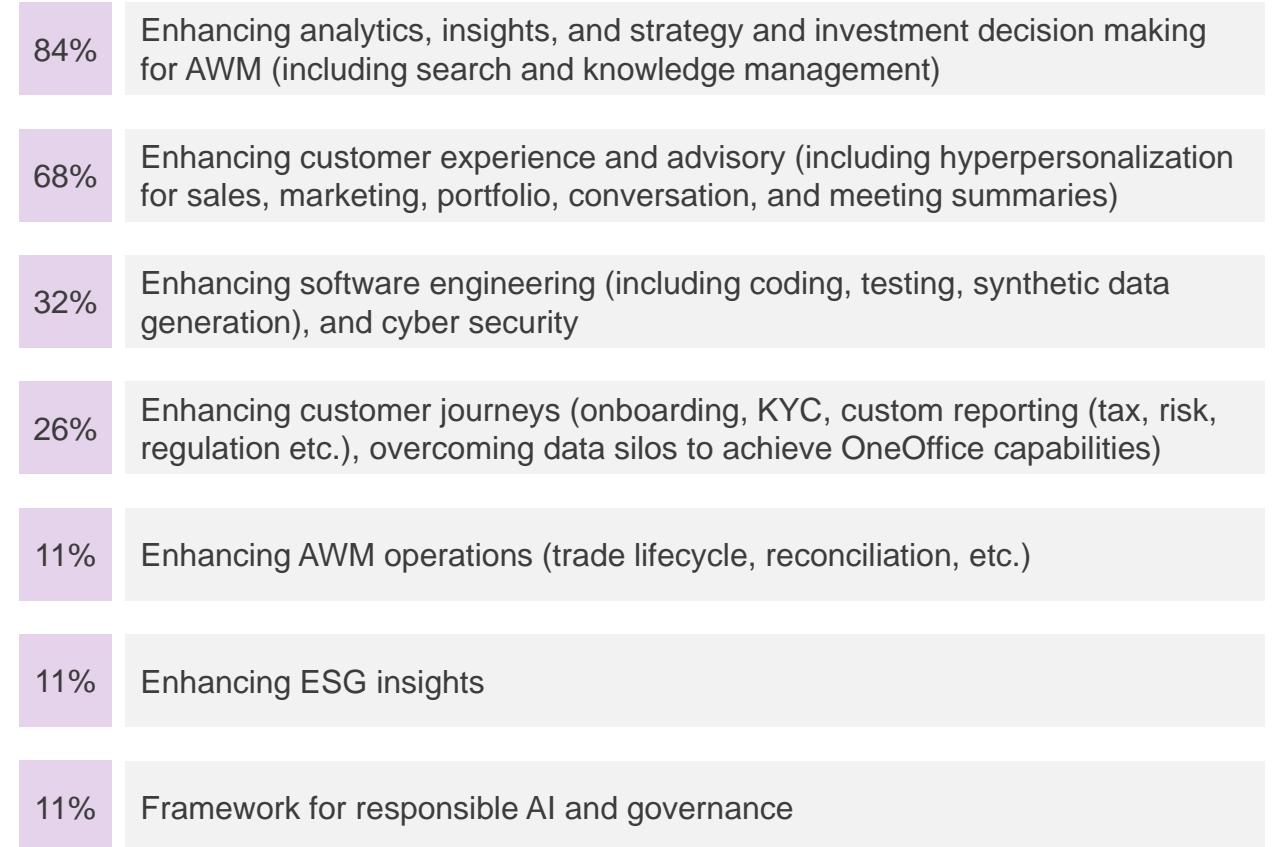 84%
Enhancing analytics, insights, and strategy and investment decision making
for AWM (including search and knowledge management)
68%
Enhancing customer experience and advisory (including hyperpersonalization
for sales, marketing, portfolio, conversation, and meeting summaries)
32%
Enhancing software engineering (including coding, testing, synthetic data
generation), and cyber security
26%
Enhancing customer journeys (onboarding, KYC, custom reporting (tax, risk,
regulation etc.), overcoming data silos to achieve OneOffice capabilities)
11%
Enhancing AWM operations (trade lifecycle, reconciliation, etc.)
11%
Enhancing ESG insights
11%
Framework for responsible AI and governance